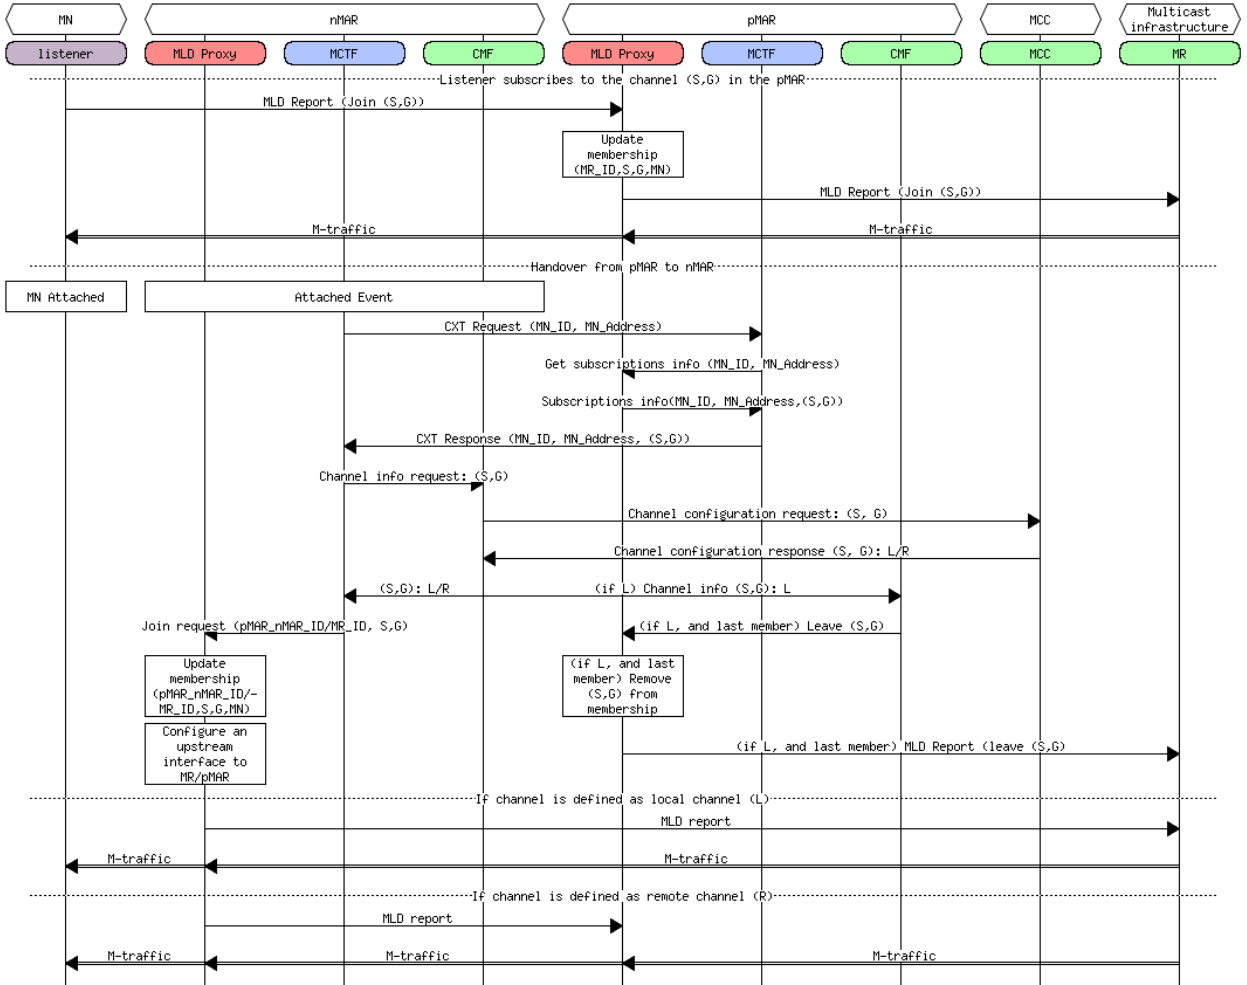 MN
nMAR
pMAR
MCC
Multicast
infrastructure
listener
MLD Proxy
MCTF
CMF
MLD Proxy
MCTF
CMF
MCC
MR
Listener subscribes to the channel (S,G) in the pMAR
MLD Report (Join (S,G))
Update
membership
(MR_ID,S,G,MN)
MLD Report (Join (S,G))
M-traffic
M-traffic
Handover from pMAR to nMAR
MN Attached
Attached Event
CXT Request (MN_ID, MN_Address)
Get subscriptions info (MN_ID, MN_Address)
Subscriptions info(MN_ID, MN_Address,(S,G))
CXT Response (MN_ID, MN_Address, (S,G))
Channel info request: (S,G)
Channel configuration request: (S, G)
Channel configuration response (S, G): L/R
(S,G): L/R
(if L) Channel info (S,G): L
Join request (pMAR_nMAR_ID/MR_ID, S,G)
(if L, and last member) Leave (S,G)
Update
membership
(pMAR_nMAR_ID/-
MR_ID,S,G,MN)
(if L, and last
member) Remove
(S,G) from
membership
Configure an
upstream
interface to
MR/pMAR
(if L, and last member) MLD Report (leave (S,G)
If channel is defined as local channel (L)
MLD report
M-traffic
M-traffic
If channel is defined as remote channel (R)
MLD report
M-traffic
M-traffic
M-traffic